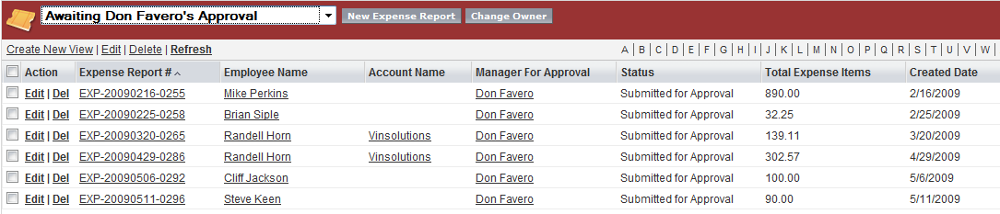 Awaiting Don Favero's Approval New Expense Report Change Owner
Create New View | Edit | Delete | Refresh A | B | C | D | E | F | G | H | I | J | K | L | M | N | O | P | Q | R | S | T | U | V | W |
Action Expense Report # Employee Name Account Name Manager For Approval Status Total Expense Items Created Date
Edit | Del EXP-20090216-0255 Mike Perkins Don Favero Submitted for Approval 890.00 2/16/2009
Edit | Del EXP-20090225-0258 Brian Siple Don Favero Submitted for Approval 32.25 2/25/2009
Edit | Del EXP-20090320-0265 Randell Horn Vinsolutions Don Favero Submitted for Approval 139.11 3/20/2009
Edit | Del EXP-20090429-0286 Randell Horn Vinsolutions Don Favero Submitted for Approval 302.57 4/29/2009
Edit | Del EXP-20090506-0292 Cliff Jackson Don Favero Submitted for Approval 100.00 5/6/2009
Edit | Del EXP-20090511-0296 Steve Keen Don Favero Submitted for Approval 90.00 5/11/2009